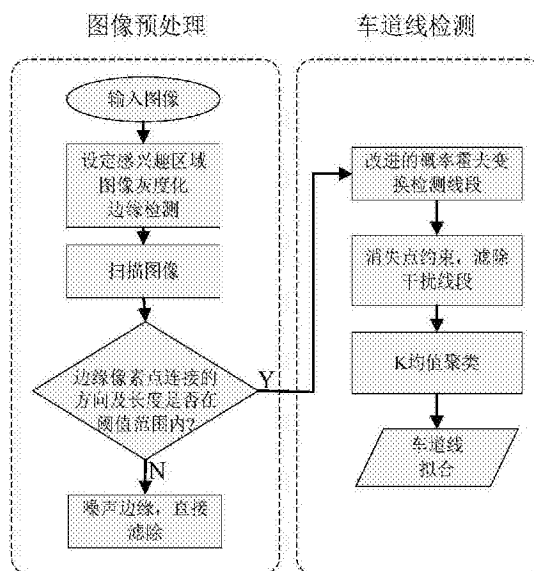 图像预处理
输入图像
设定感兴趣区域
图像灰度化
边缘检测
扫描图像
边缘像素点连接的
方向及长度是否在
阈值范围内?
Y
N
噪声边缘，直接
滤除
车道线检测
改进的概率霍夫变
换检测线段
消失点约束，滤除
干扰线段
K均值聚类
车道线
拟合